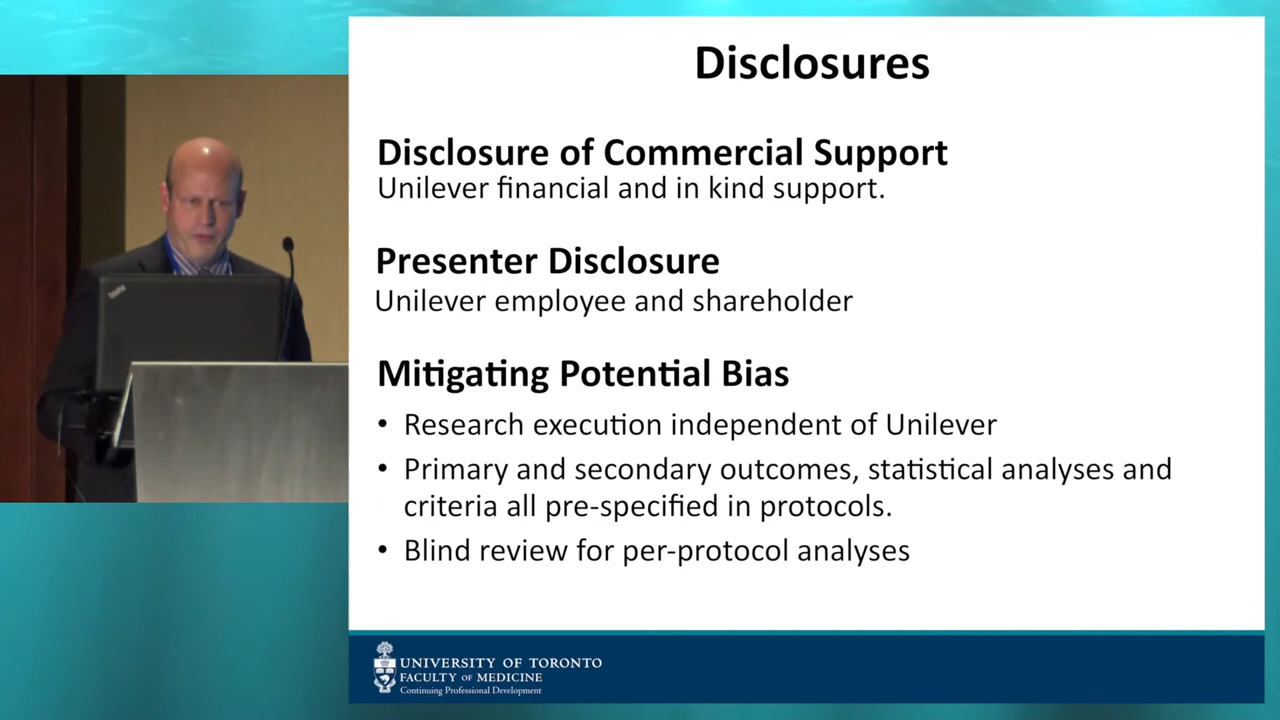 Disclosures
Disclosure of Commercial Support
Unilever financial and in kind support.
Presenter Disclosure
Unilever employee and shareholder
Mitigating Potential Bias
• Research execution independent of Unilever
• Primary and secondary outcomes, statistical analyses and
criteria all pre-specified in protocols.
• Blind review for per-protocol analyses
UNIVERSITY OF TORONTO
FACULTY OF MEDICINE
Continuing Professional Development
ThinkPad